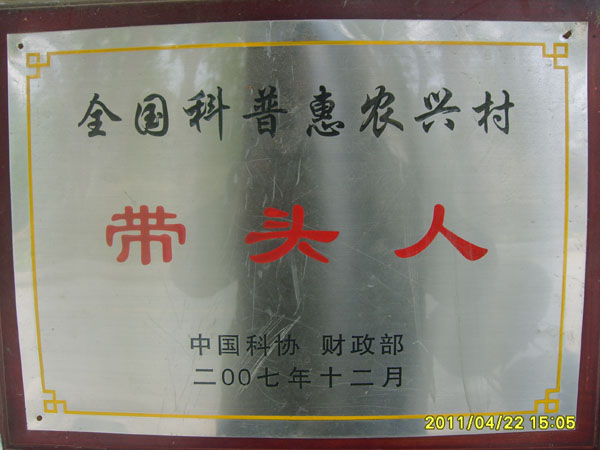 全国科普惠农兴村
带头人
中国科协 财政部
二00七年十二月
2011/04/22 15:05